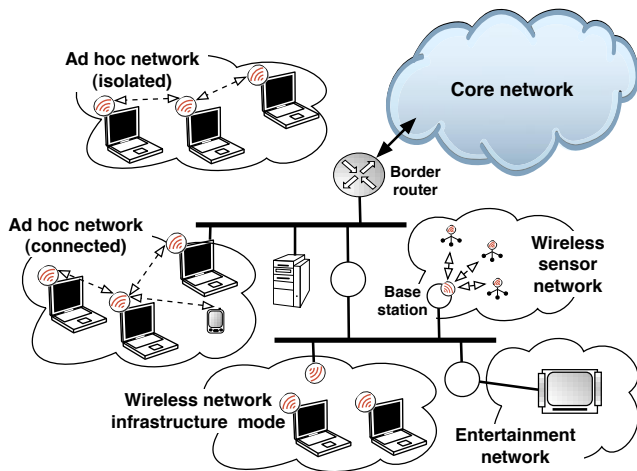 Ad hoc network
(isolated)
Core network
Border
router
Ad hoc network
(connected)
Wireless
sensor
network
Base
station
Wireless network
infrastructure mode
Entertainment
network